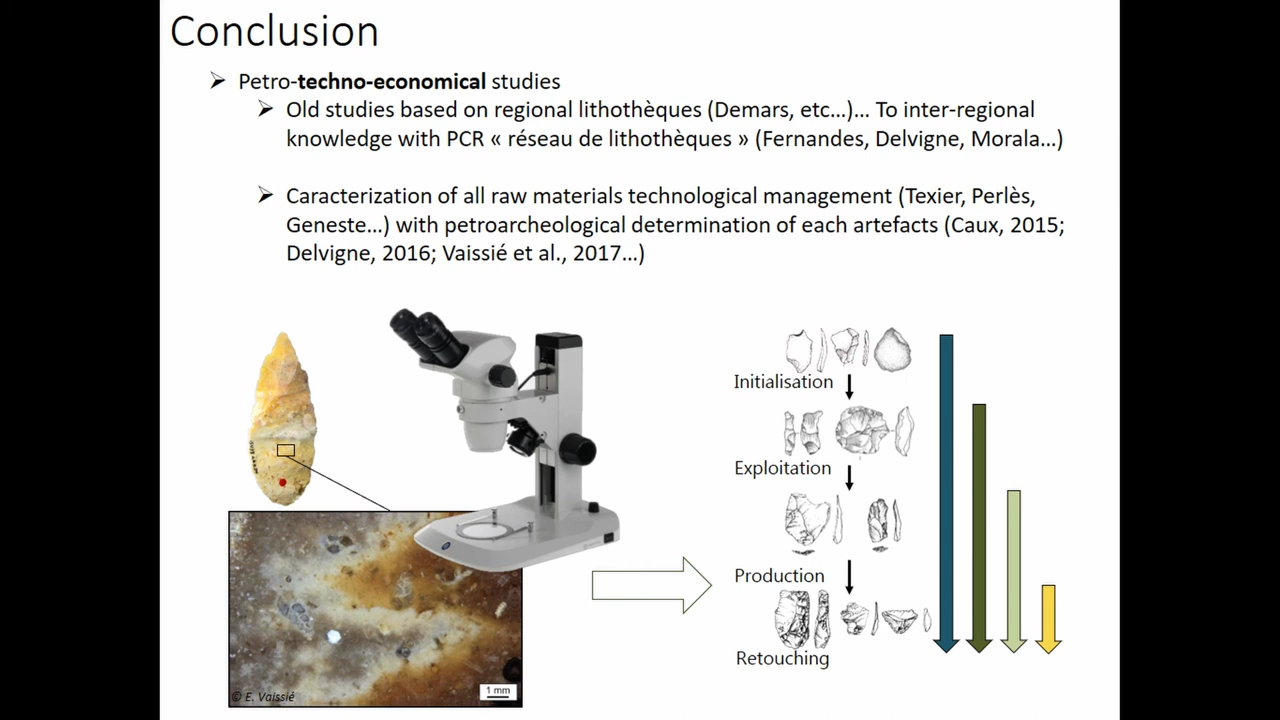 Conclusion
➢ Petro-techno-economical studies
➢ Old studies based on regional lithothèques (Demars, etc…)… To inter-regional
knowledge with PCR « réseau de lithothèques » (Fernandes, Delvigne, Morala…)
➢ Caracterization of all raw materials technological management (Texier, Perlès,
Geneste…) with petroarcheological determination of each artefacts (Caux, 2015;
Delvigne, 2016; Vaissié et al., 2017…)
Initialisation
Exploitation
Production
Retouching
© E. Vaissié
1 mm